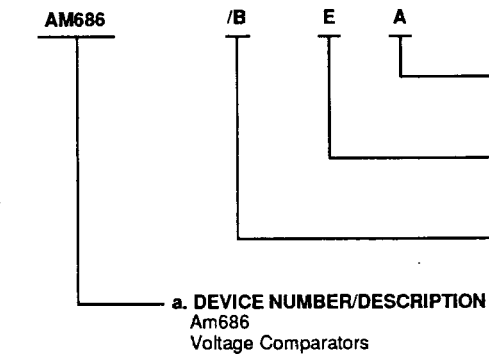 AM686 /B E A
a. DEVICE NUMBER/DESCRIPTION
Am686
Voltage Comparators